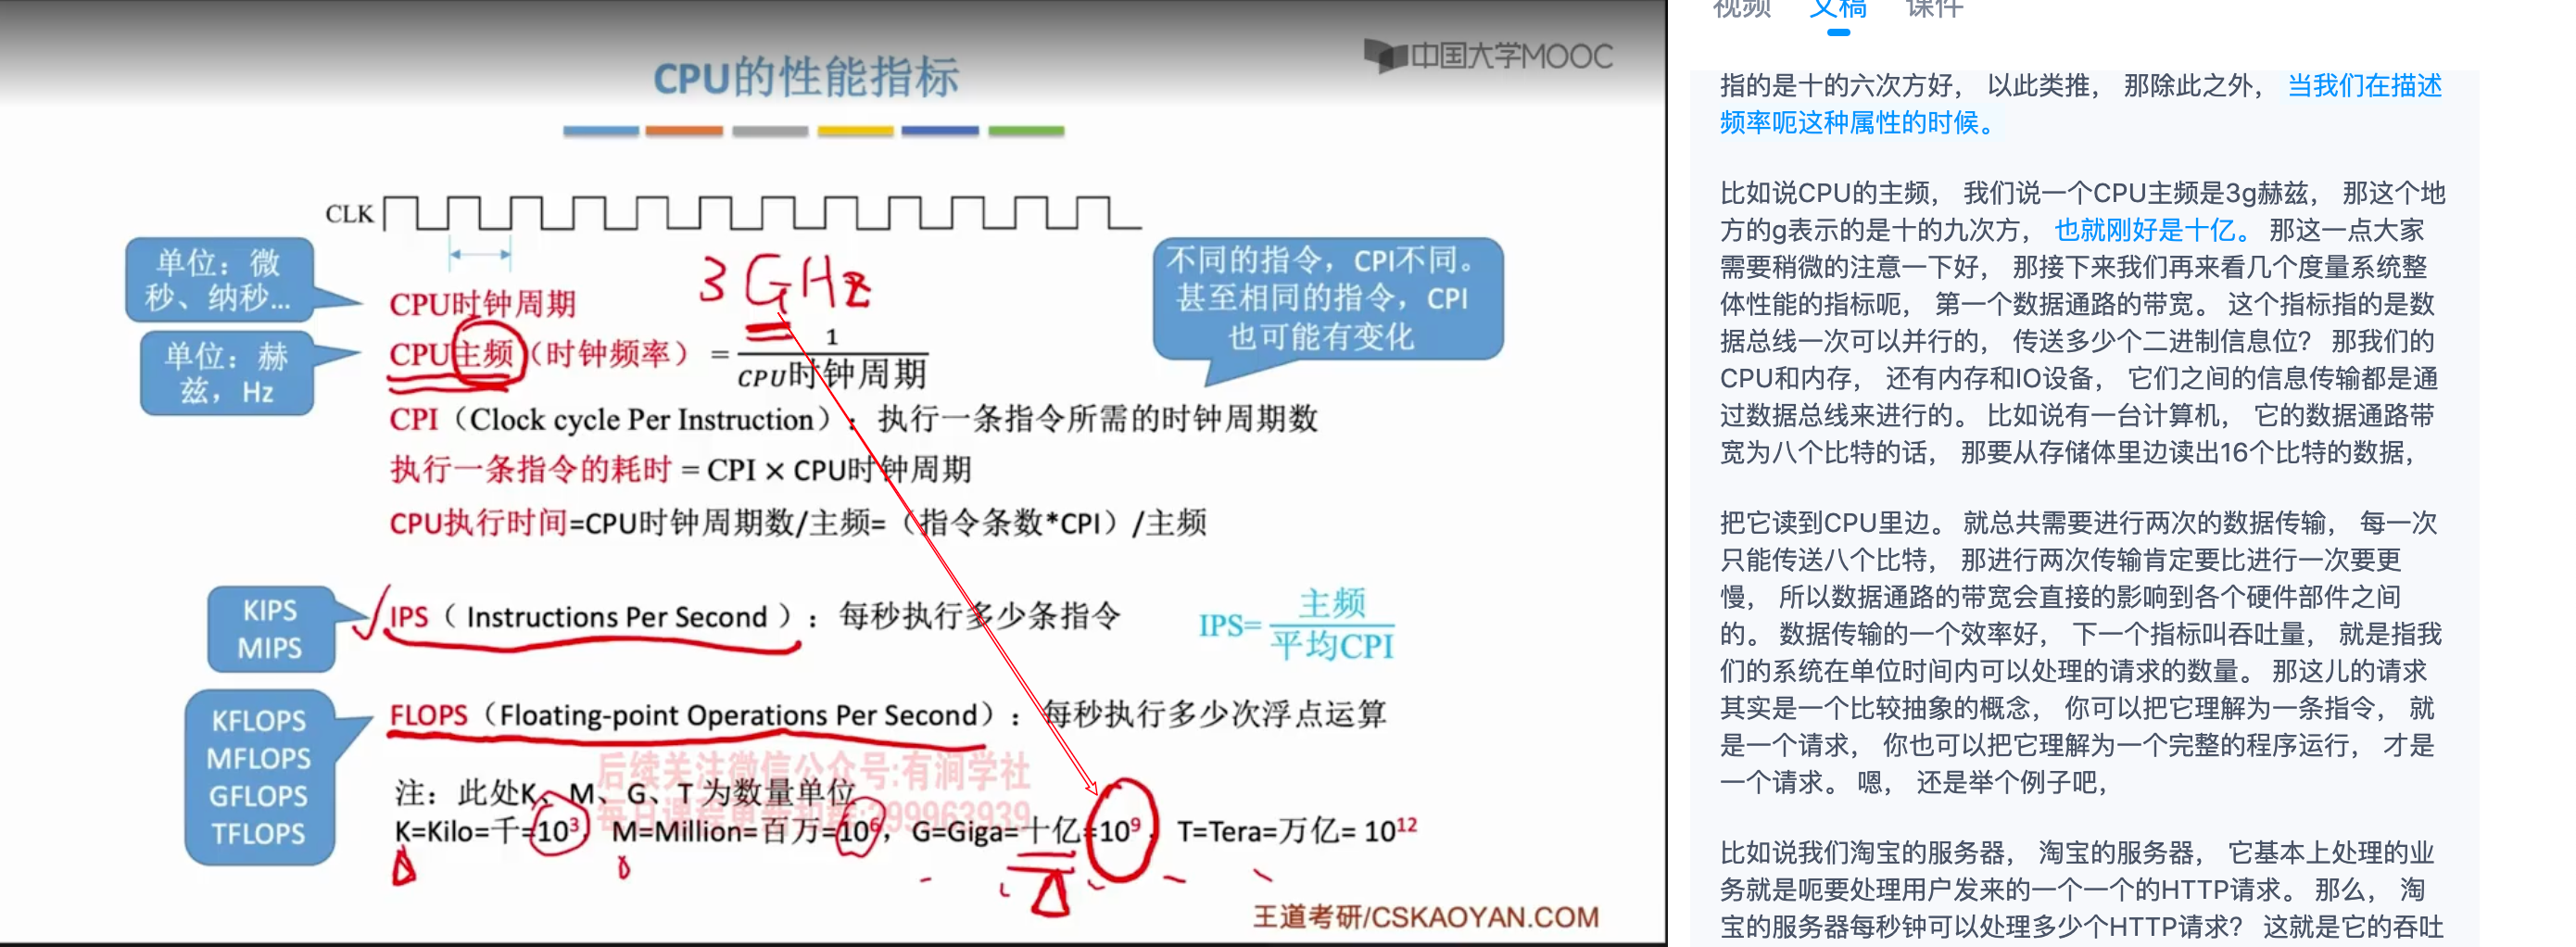 中国大学MOOC
CPU的性能指标
CLK
单位：微
秒、纳秒...
3 GHz
不同的指令，CPI不同。
甚至相同的指令，CPI
也可能有变化
CPU时钟周期
单位：赫
兹，Hz
CPU主频（时钟频率）= 1
CPU时钟周期
CPI（Clock cycle Per Instruction）：执行一条指令所需的时钟周期数
执行一条指令的耗时 = CPI × CPU时钟周期
CPU执行时间=CPU时钟周期数/主频=（指令条数*CPI）/主频
KIPS
MIPS
IPS（ Instructions Per Second ）：每秒执行多少条指令
IPS= 主频
平均CPI
KFLOPS
MFLOPS
GFLOPS
TFLOPS
FLOPS（Floating-point Operations Per Second）：每秒执行多少次浮点运算
后续关注微信公众号:有涧学社
注：此处K、M、G、T 为数量单位
K=Kilo=千=10³，M=Million=百万=10⁶，G=Giga=十亿=10⁹，T=Tera=万亿= 10¹²
王道考研/CSKAOYAN.COM
视频 文稿 课件
指的是十的六次方好， 以此类推， 那除此之外， 当我们在描述
频率呃这种属性的时候。
比如说CPU的主频， 我们说一个CPU主频是3g赫兹， 那这个地
方的g表示的是十的九次方， 也就刚好是十亿。 那这一点大家
需要稍微的注意一下好， 那接下来我们再来看几个度量系统整
体性能的指标呃， 第一个数据通路的带宽。 这个指标指的是数
据总线一次可以并行的， 传送多少个二进制信息位？ 那我们的
CPU和内存， 还有内存和IO设备， 它们之间的信息传输都是通
过数据总线来进行的。 比如说有一台计算机， 它的数据通路带
宽为八个比特的话， 那要从存储体里边读出16个比特的数据，
把它读到CPU里边。 就总共需要进行两次的数据传输， 每一次
只能传送八个比特， 那进行两次传输肯定要比进行一次要更
慢， 所以数据通路的带宽会直接的影响到各个硬件部件之间
的。 数据传输的一个效率好， 下一个指标叫吞吐量， 就是指我
们的系统在单位时间内可以处理的请求的数量。 那这儿的请求
其实是一个比较抽象的概念， 你可以把它理解为一条指令， 就
是一个请求， 你也可以把它理解为一个完整的程序运行， 才是
一个请求。 嗯， 还是举个例子吧，
比如说我们淘宝的服务器， 淘宝的服务器， 它基本上处理的业
务就是呃要处理用户发来的一个一个的HTTP请求。 那么， 淘
宝的服务器每秒钟可以处理多少个HTTP请求？ 这就是它的吞吐